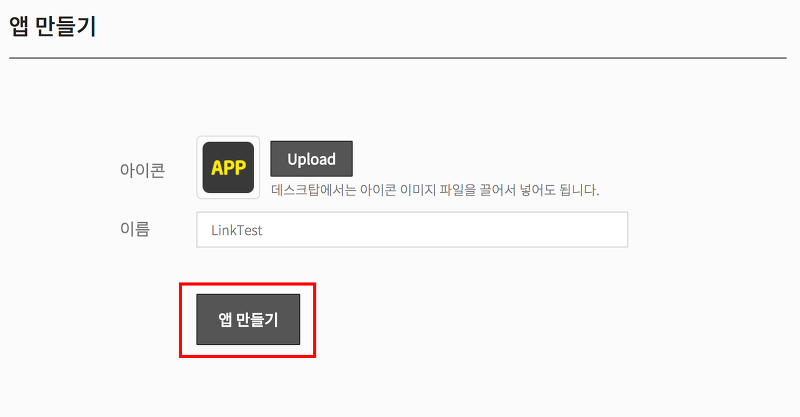 앱 만들기
아이콘
APP
Upload
데스크탑에서는 아이콘 이미지 파일을 끌어서 넣어도 됩니다.
이름
LinkTest
앱 만들기